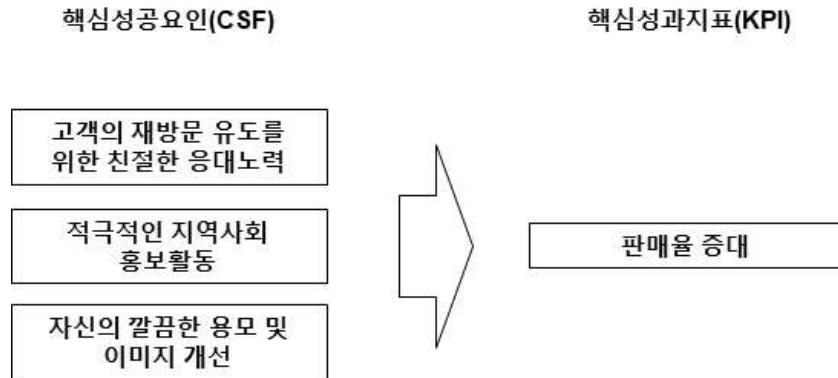 핵심성공요인(CSF)
핵심성과지표(KPI)
고객의 재방문 유도를
위한 친절한 응대노력
적극적인 지역사회
홍보활동
판매율 증대
자신의 깔끔한 용모 및
이미지 개선